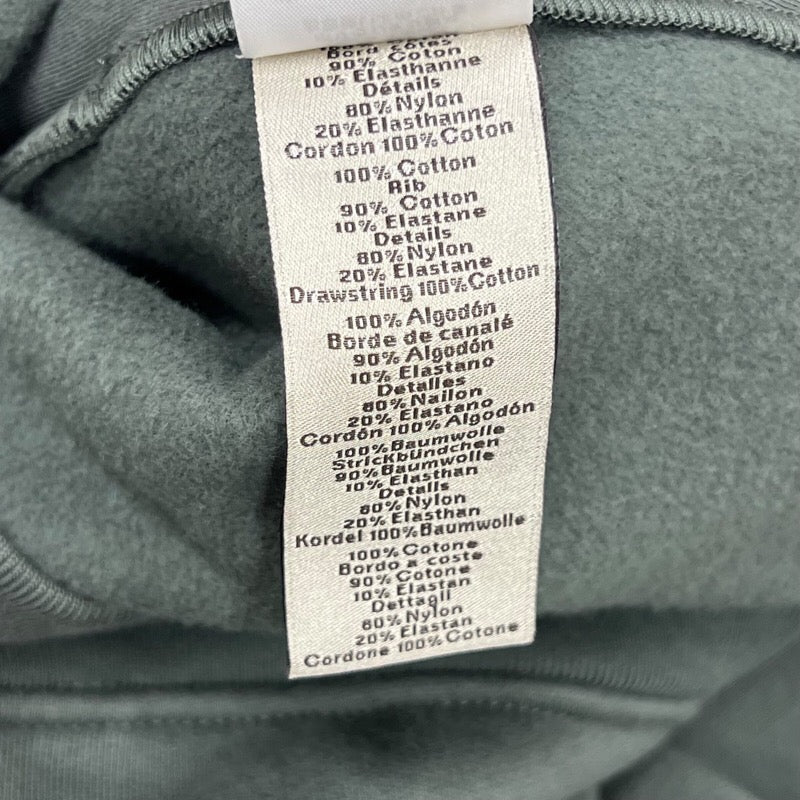 Bord côtes
90% Coton
10% Elasthanne
Détails
80% Nylon
20% Elasthanne
Cordon 100% Coton
100% Cotton
Rib
90% Cotton
10% Elastane
Details
80% Nylon
20% Elastane
Drawstring 100% Cotton
100% Algodón
Borde de canalé
90% Algodón
10% Elastano
Detalles
80% Nailon
20% Elastano
Cordón 100% Algodón
100% Baumwolle
Strickbündchen
90% Baumwolle
10% Elasthan
Details
80% Nylon
20% Elasthan
Kordel 100% Baumwolle
100% Cotone
Bordo a coste
90% Cotone
10% Elastan
Dettagli
80% Nylon
20% Elastan
Cordone 100% Cotone